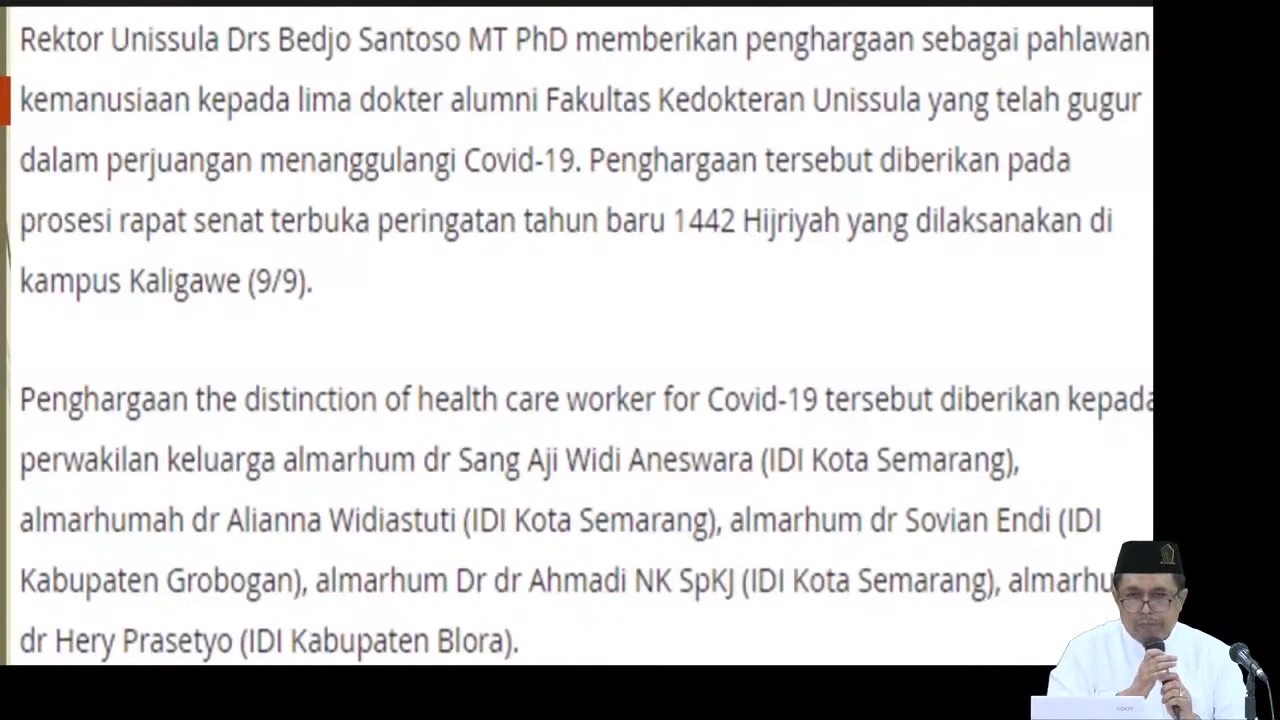 Rektor Unissula Drs Bedjo Santoso MT PhD memberikan penghargaan sebagai pahlawan
kemanusiaan kepada lima dokter alumni Fakultas Kedokteran Unissula yang telah gugur
dalam perjuangan menanggulangi Covid-19. Penghargaan tersebut diberikan pada
prosesi rapat senat terbuka peringatan tahun baru 1442 Hijriyah yang dilaksanakan di
kampus Kaligawe (9/9).
Penghargaan the distinction of health care worker for Covid-19 tersebut diberikan kepada
perwakilan keluarga almarhum dr Sang Aji Widi Aneswara (IDI Kota Semarang),
almarhumah dr Alianna Widiastuti (IDI Kota Semarang), almarhum dr Sovian Endi (IDI
Kabupaten Grobogan), almarhum Dr dr Ahmadi NK SpKJ (IDI Kota Semarang), almarhu
dr Hery Prasetyo (IDI Kabupaten Blora).